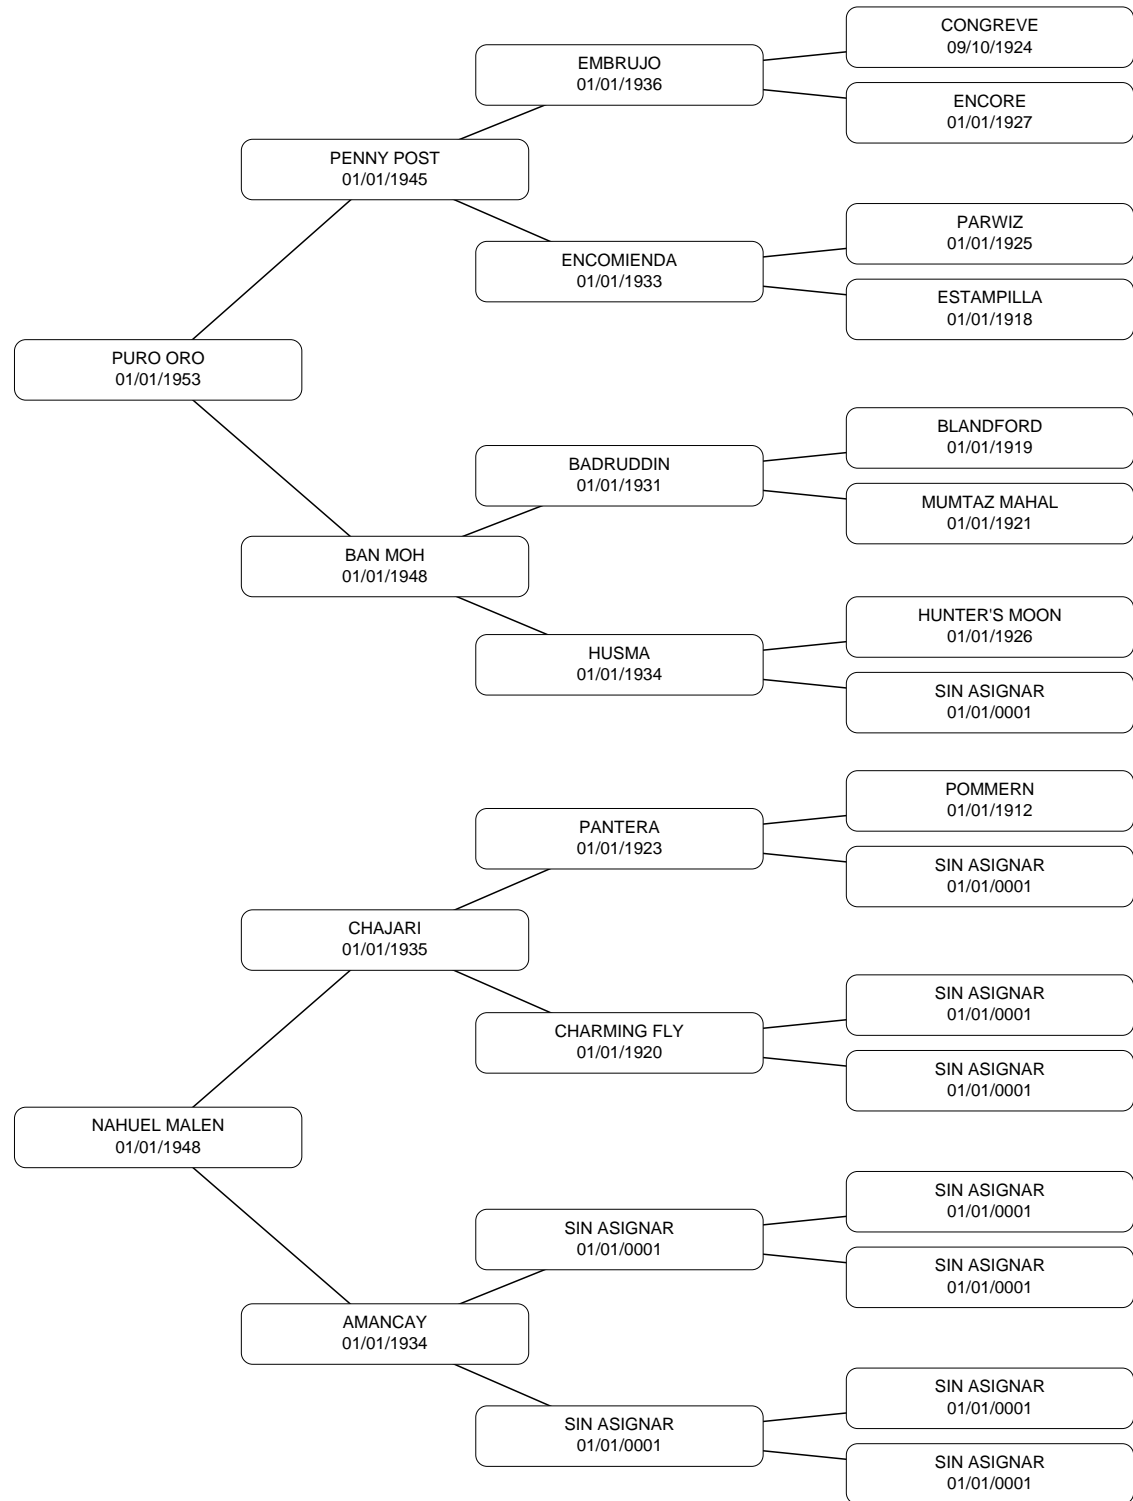 CONGREVE
09/10/1924
EMBRUJO
01/01/1936
ENCORE
01/01/1927
PENNY POST
01/01/1945
PARWIZ
01/01/1925
ENCOMIENDA
01/01/1933
ESTAMPILLA
01/01/1918
PURO ORO
01/01/1953
BLANDFORD
01/01/1919
BADRUDDIN
01/01/1931
MUMTAZ MAHAL
01/01/1921
BAN MOH
01/01/1948
HUNTER'S MOON
01/01/1926
HUSMA
01/01/1934
SIN ASIGNAR
01/01/0001
POMMERN
01/01/1912
PANTERA
01/01/1923
SIN ASIGNAR
01/01/0001
CHAJARI
01/01/1935
SIN ASIGNAR
01/01/0001
CHARMING FLY
01/01/1920
SIN ASIGNAR
01/01/0001
NAHUEL MALEN
01/01/1948
SIN ASIGNAR
01/01/0001
SIN ASIGNAR
01/01/0001
SIN ASIGNAR
01/01/0001
AMANCAY
01/01/1934
SIN ASIGNAR
01/01/0001
SIN ASIGNAR
01/01/0001
SIN ASIGNAR
01/01/0001